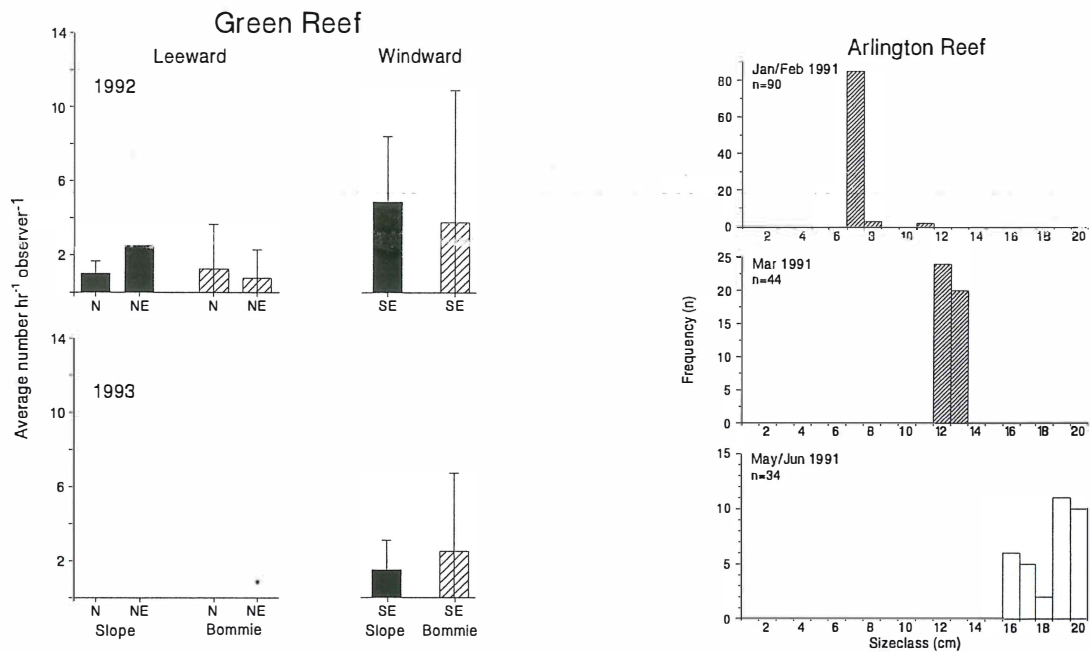 Green Reef
Leeward
Windward
1992
14
10
6
2
N NE N NE SE SE
1993
14
10
6
2
N NE N NE SE SE
Slope Bommie Slope Bommie
Average number hr⁻¹ observer⁻¹
Arlington Reef
Jan/Feb 1991
n=90
80
60
40
20
0
2 4 6 8 10 12 14 16 18 20
Mar 1991
n=44
25
20
15
10
5
0
2 4 6 8 10 12 14 16 18 20
May/Jun 1991
n=34
15
10
5
0
2 4 6 8 10 12 14 16 18 20
Frequency (n)
Sizeclass (cm)